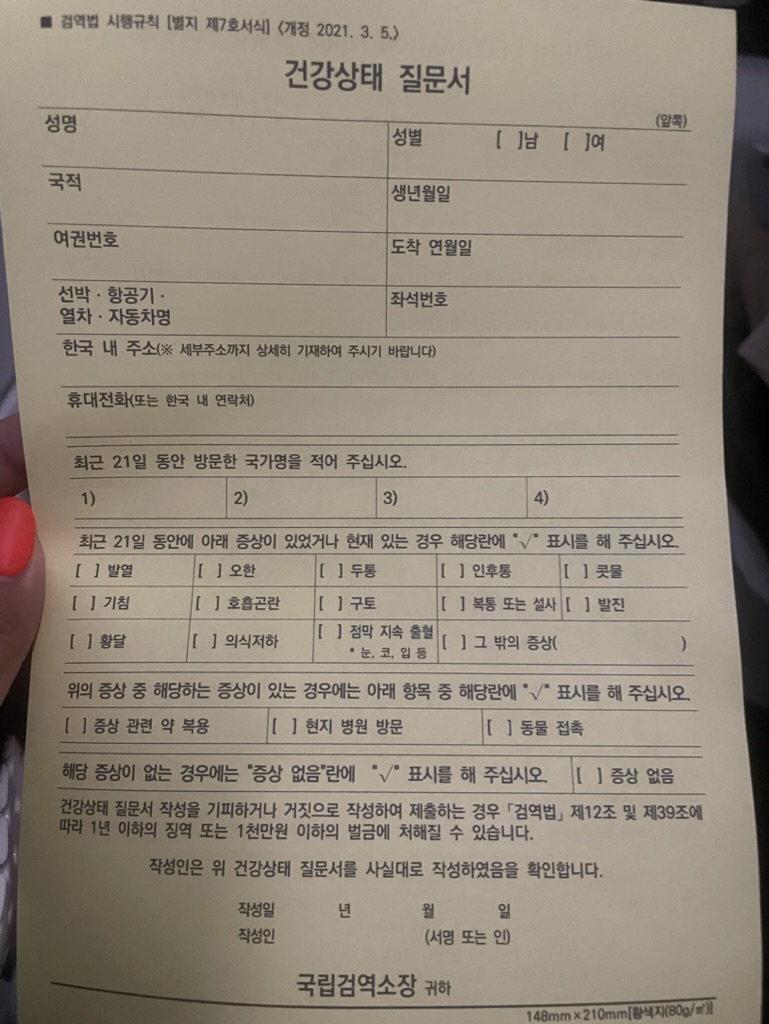 ■ 검역법 시행규칙 [별지 제7호서식] 〈개정 2021. 3. 5.〉
건강상태 질문서
(앞쪽)
성명
성별 [ ]남 [ ]여
국적
생년월일
여권번호
도착 연월일
선박 · 항공기 ·
열차 · 자동차명
좌석번호
한국 내 주소(※ 세부주소까지 상세히 기재하여 주시기 바랍니다)
휴대전화(또는 한국 내 연락처)
최근 21일 동안 방문한 국가명을 적어 주십시오.
1) 2) 3) 4)
최근 21일 동안에 아래 증상이 있었거나 현재 있는 경우 해당란에 "√" 표시를 해 주십시오.
[ ] 발열 [ ] 오한 [ ] 두통 [ ] 인후통 [ ] 콧물
[ ] 기침 [ ] 호흡곤란 [ ] 구토 [ ] 복통 또는 설사 [ ] 발진
[ ] 황달 [ ] 의식저하 [ ] 점막 지속 출혈 [ ] 그 밖의 증상( )
* 눈, 코, 입 등
위의 증상 중 해당하는 증상이 있는 경우에는 아래 항목 중 해당란에 "√" 표시를 해 주십시오.
[ ] 증상 관련 약 복용 [ ] 현지 병원 방문 [ ] 동물 접촉
해당 증상이 없는 경우에는 "증상 없음"란에 "√" 표시를 해 주십시오. [ ] 증상 없음
건강상태 질문서 작성을 기피하거나 거짓으로 작성하여 제출하는 경우 「검역법」 제12조 및 제39조에
따라 1년 이하의 징역 또는 1천만원 이하의 벌금에 처해질 수 있습니다.
작성인은 위 건강상태 질문서를 사실대로 작성하였음을 확인합니다.
작성일 년 월 일
작성인 (서명 또는 인)
국립검역소장 귀하
148mm×210mm[황색지(80g/㎡)]